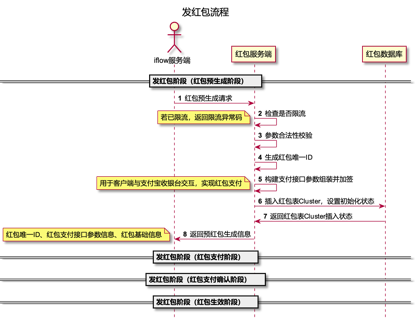 发红包流程
iflow服务端
红包服务端
红包数据库
发红包阶段（红包预生成阶段）
1 红包预生成请求
若已限流，返回限流异常码
2 检查是否限流
3 参数合法性校验
4 生成红包唯一ID
用于客户端与支付宝收银台交互，实现红包支付
5 构建支付接口参数组装并加签
6 插入红包表Cluster，设置初始化状态
7 返回红包表Cluster插入状态
红包唯一ID、红包支付接口参数信息、红包基础信息
8 返回预红包生成信息
发红包阶段（红包支付阶段）
发红包阶段（红包支付确认阶段）
发红包阶段（红包生效阶段）